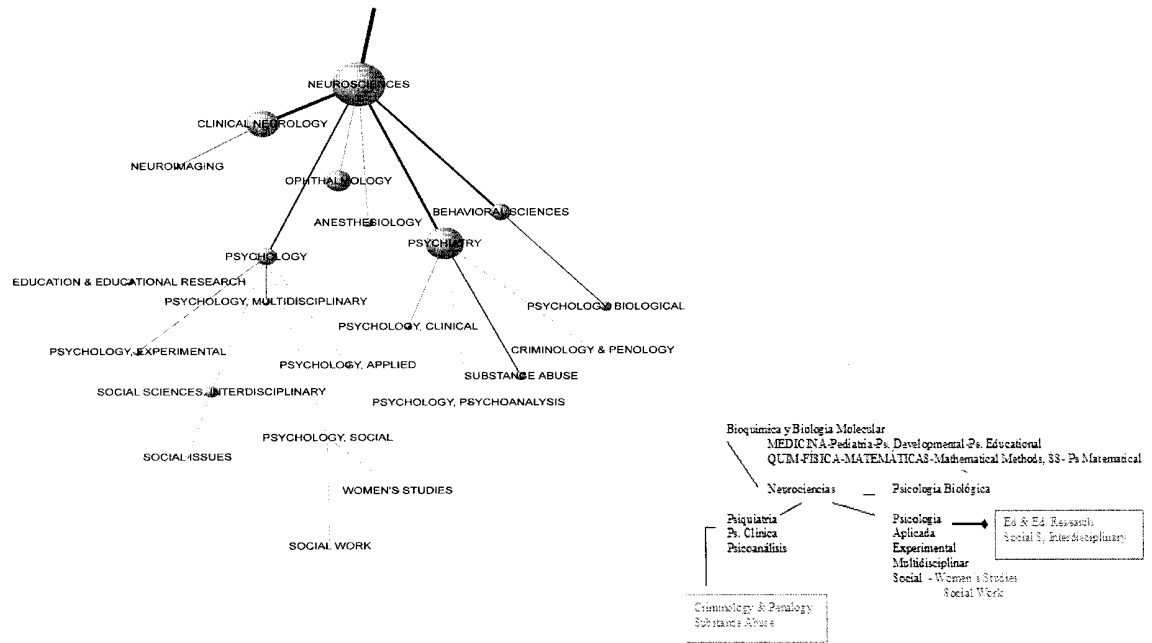 NEUROSCIENCES
CLINICAL NEUROLOGY
NEUROIMAGING
OPHTHALMOLOGY
BEHAVIORAL SCIENCES
ANESTHESIOLOGY
PSYCHIATRY
PSYCHOLOGY
EDUCATION & EDUCATIONAL RESEARCH
PSYCHOLOGY, MULTIDISCIPLINARY
PSYCHOLOGY, BIOLOGICAL
PSYCHOLOGY, CLINICAL
PSYCHOLOGY, EXPERIMENTAL
CRIMINOLOGY & PENOLOGY
PSYCHOLOGY, APPLIED
SUBSTANCE ABUSE
SOCIAL SCIENCES, INTERDISCIPLINARY
PSYCHOLOGY, PSYCHOANALYSIS
PSYCHOLOGY, SOCIAL
SOCIAL ISSUES
WOMEN'S STUDIES
SOCIAL WORK
Bioquimica y Biologia Molecular
MEDICINA-Pediatria-Ps. Developmental-Ps. Educational
QUIM-FÍSICA-MATEMÁTICAS-Mathematical Methods, SS- Ps Matematical
Neurociencias
Psicologia Biológica
Psiquiatria
Ps. Clinica
Psicoanálisis
Psicologia
Aplicada
Experimental
Multidisciplinar
Social - Women's Studies
Social Work
Ed & Ed. Research
Social S, Interdisciplinary
Criminology & Penalogy
Substance Abuse